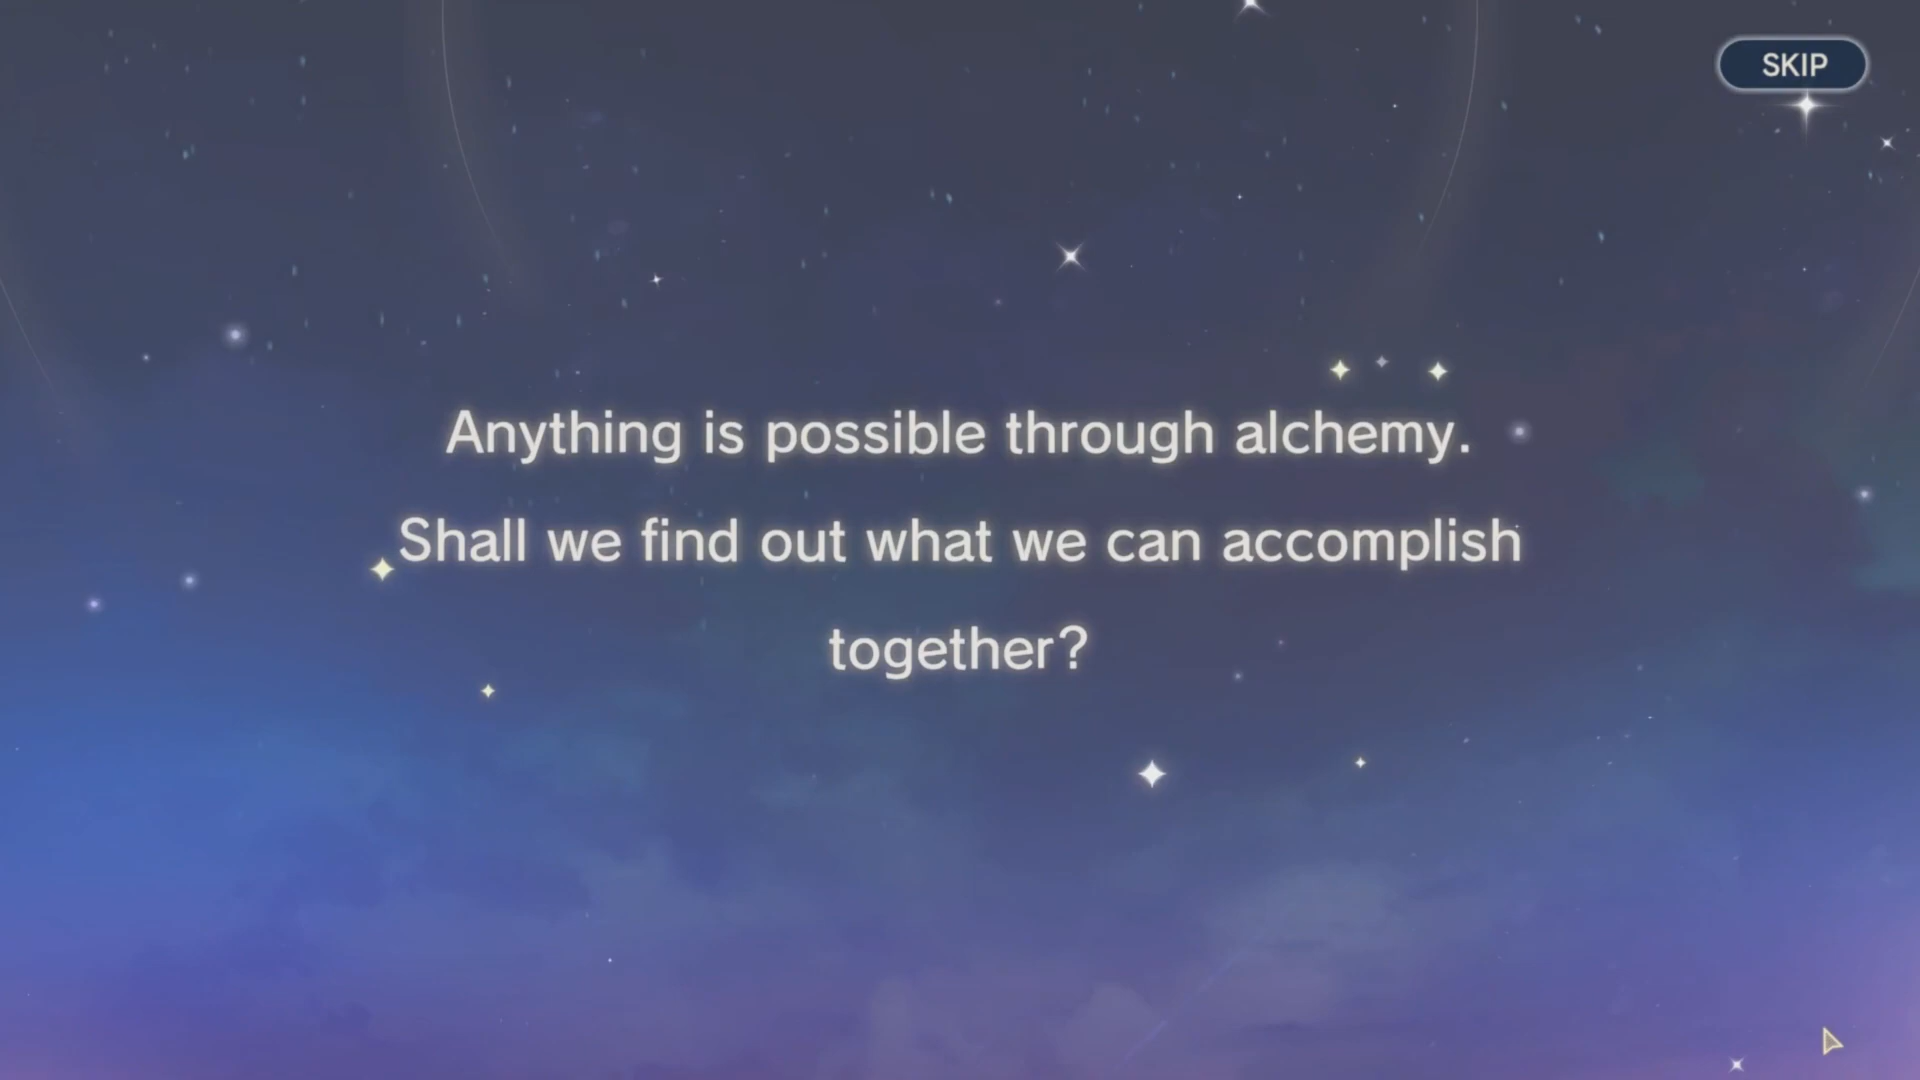 SKIP
Anything is possible through alchemy.
Shall we find out what we can accomplish
together?